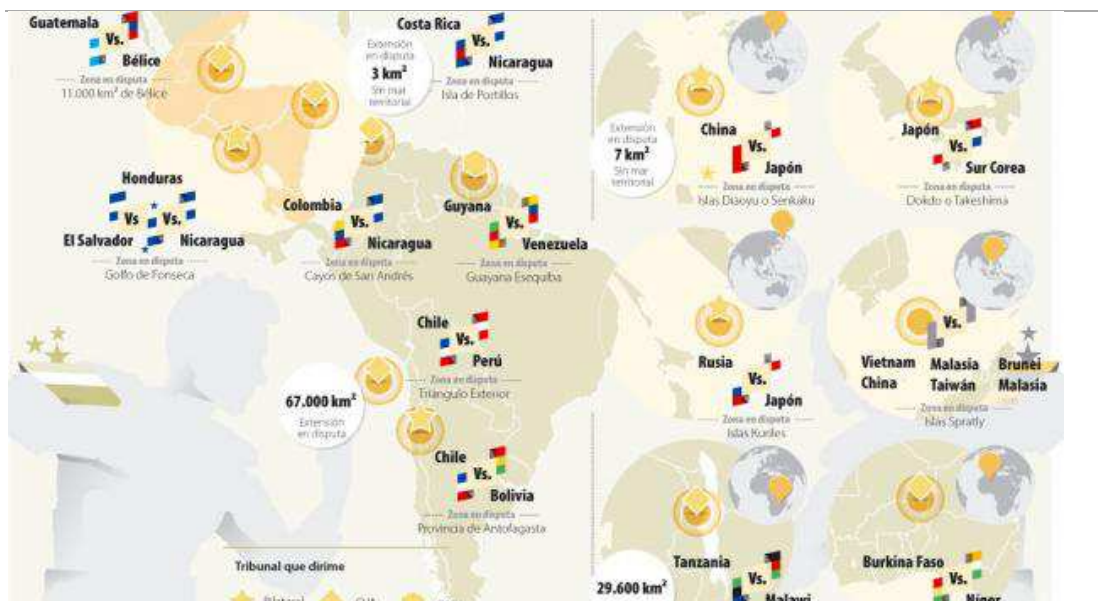 Guatemala
Vs.
Bélice
Zona en disputa
11.000 km² de Bélice
Extensión
en disputa
3 km²
Sin mar
territorial
Costa Rica
Vs.
Nicaragua
Zona en disputa
Isla de Portillos
Honduras
Vs Vs.
El Salvador Nicaragua
Zona en disputa
Golfo de Fonseca
Colombia
Vs.
Nicaragua
Zona en disputa
Cayos de San Andrés
Guyana
Vs.
Venezuela
Zona en disputa
Guayana Esequiba
Chile
Vs.
Perú
Zona en disputa
Triángulo Exterior
67.000 km²
Extensión
en disputa
Chile
Vs.
Bolivia
Zona en disputa
Provincia de Antofagasta
Tribunal que dirime
Bilateral
Extensión
en disputa
7 km²
Sin mar
territorial
China
Vs.
Japón
Zona en disputa
Islas Diaoyu o Senkaku
Japón
Vs.
Sur Corea
Zona en disputa
Dokdo o Takeshima
Rusia
Vs.
Japón
Zona en disputa
Islas Kuriles
Vs.
Vietnam Malasia Brunei
China Taiwán Malasia
Zona en disputa
Islas Spratly
Tanzania
Vs.
Malawi
29.600 km²
Burkina Faso
Vs.
Níger